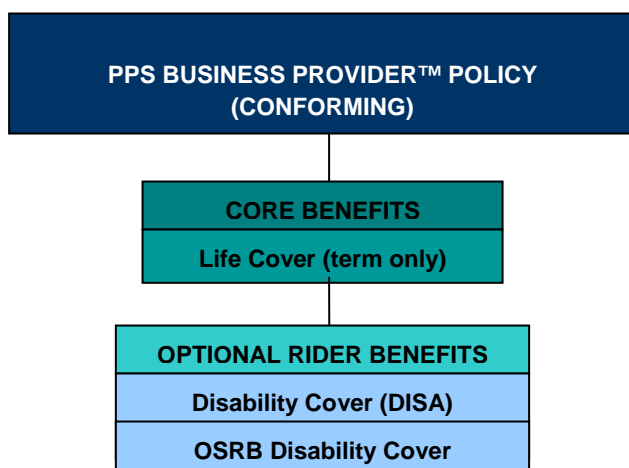 PPS BUSINESS PROVIDER™ POLICY
(CONFORMING)
CORE BENEFITS
Life Cover (term only)
OPTIONAL RIDER BENEFITS
Disability Cover (DISA)
OSRB Disability Cover